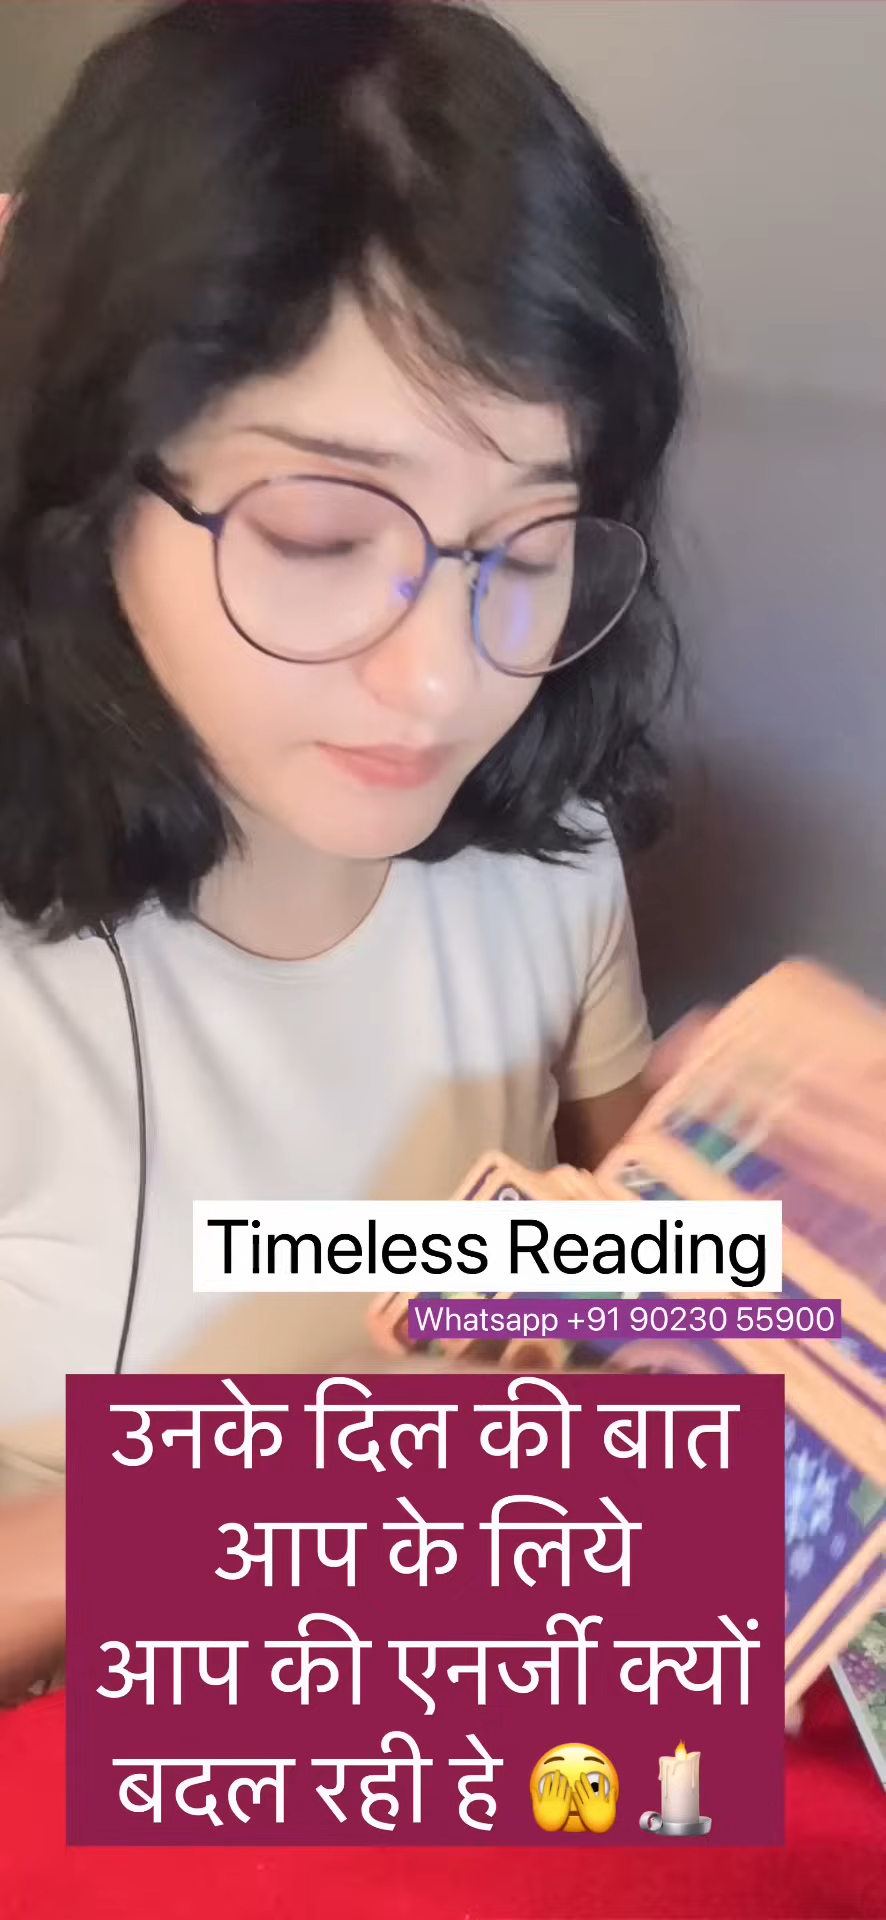 Timeless Reading
Whatsapp +91 90230 55900
उनके दिल की बात
आप के लिये
आप की एनर्जी क्यों
बदल रही हे 🫣🕯️